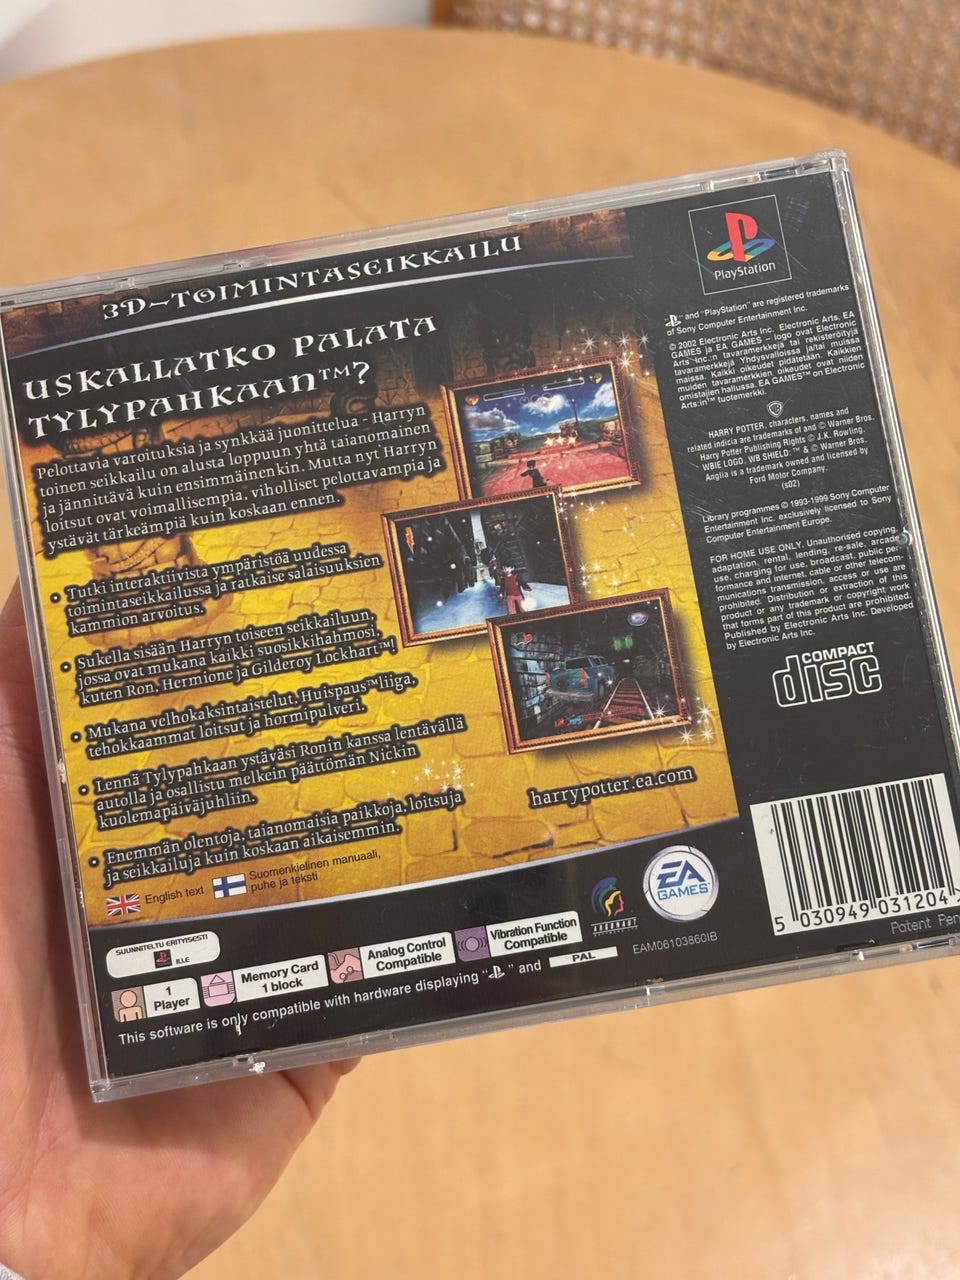 3D-TOIMINTASEIKKAILU
USKALLATKO PALATA
TYLYPAHKAAN™?
Pelottavia varoituksia ja synkkää juonittelua - Harryn
toinen seikkailu on alusta loppuun yhtä taianomainen
ja jännittävä kuin ensimmäinenkin. Mutta nyt Harryn
loitsut ovat voimallisempia, viholliset pelottavampia ja
ystävät tärkeämpiä kuin koskaan ennen.
• Tutki interaktiivista ympäristöä uudessa
toimintaseikkailussa ja ratkaise salaisuuksien
kammion arvoitus.
• Sukella sisään Harryn toiseen seikkailuun,
jossa ovat mukana kaikki suosikkihahmosi,
kuten Ron, Hermione ja Gilderoy Lockhart™!
• Mukana velhokaksintaistelut, Huispaus™liiga,
tehokkaammat loitsut ja hormipulveri.
• Lennä Tylypahkaan ystäväsi Ronin kanssa lentävällä
autolla ja osallistu melkein päättömän Nickin
kuolemapäiväjuhliin.
• Enemmän olentoja, taianomaisia paikkoja, loitsuja
ja seikkailuja kuin koskaan aikaisemmin.
harrypotter.ea.com
English text
Suomenkielinen manuaali,
puhe ja teksti
SUUNNITELTU ERITYISESTI
ILLE
1
Player
Memory Card
1 block
Analog Control
Compatible
Vibration Function
Compatible
This software is only compatible with hardware displaying " " and PAL
ARGONAUT
EA
GAMES™
EAM06103860IB
PlayStation
and "PlayStation" are registered trademarks
of Sony Computer Entertainment Inc.
© 2002 Electronic Arts Inc. Electronic Arts, EA
GAMES ja EA GAMES – logo ovat Electronic
Arts Inc.:n tavaramerkkejä tai rekisteröityjä
tavaramerkkejä Yhdysvalloissa ja/tai muissa
maissa. Kaikki oikeudet pidätetään. Kaikkien
muiden tavaramerkkien oikeudet ovat niiden
omistajien hallussa. EA GAMES™ on Electronic
Arts:in™ tuotemerkki.
HARRY POTTER, characters, names and
related indicia are trademarks of and © Warner Bros.
Harry Potter Publishing Rights © J.K. Rowling.
WBIE LOGO, WB SHIELD: ™ & © Warner Bros.
Anglia is a trademark owned and licensed by
Ford Motor Company.
(s02)
Library programmes © 1993-1999 Sony Computer
Entertainment Inc. exclusively licensed to Sony
Computer Entertainment Europe.
FOR HOME USE ONLY. Unauthorised copying,
adaptation, rental, lending, re-sale, arcade
use, charging for use, broadcast, public per-
formance and internet, cable or other telecom-
munications transmission, access or use are
prohibited. Distribution or extraction of this
product or any trademark or copyright work
that forms part of this product are prohibited.
Published by Electronic Arts Inc. Developed
by Electronic Arts Inc.
COMPACT
disc
5 030949 031204
Patent